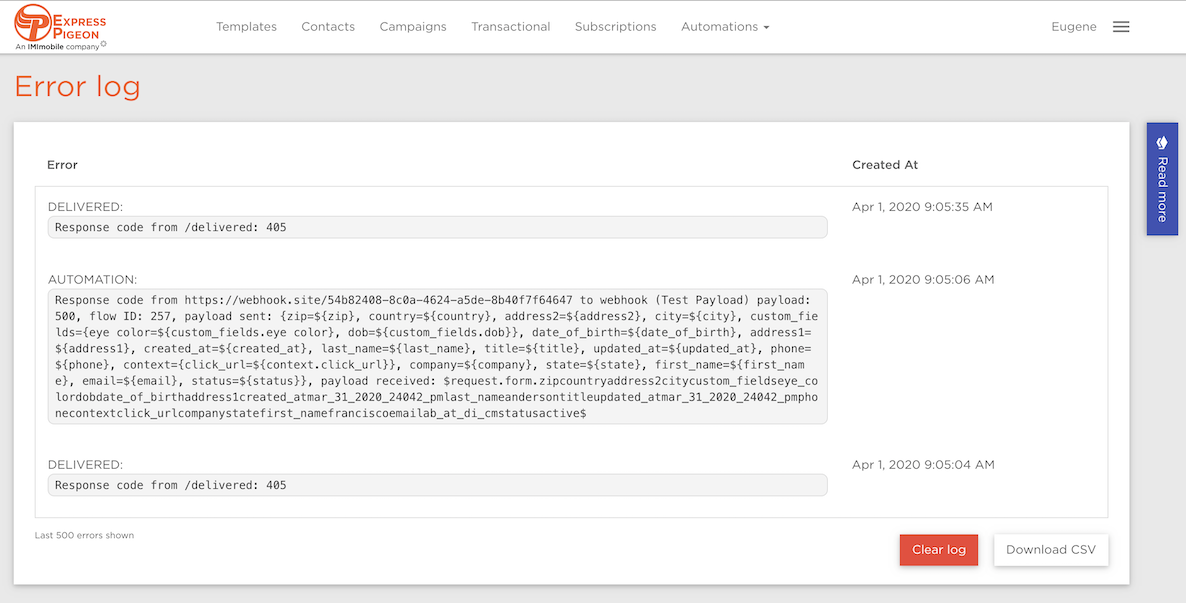 EXPRESS
PIGEON
An IMImobile company
Templates Contacts Campaigns Transactional Subscriptions Automations Eugene
Error log
Read more
Error Created At
DELIVERED: Apr 1, 2020 9:05:35 AM
Response code from /delivered: 405
AUTOMATION: Apr 1, 2020 9:05:06 AM
Response code from https://webhook.site/54b82408-8c0a-4624-a5de-8b40f7f64647 to webhook (Test Payload) payload:
500, flow ID: 257, payload sent: {zip=${zip}, country=${country}, address2=${address2}, city=${city}, custom_fie
lds={eye color=${custom_fields.eye color}, dob=${custom_fields.dob}}, date_of_birth=${date_of_birth}, address1=
${address1}, created_at=${created_at}, last_name=${last_name}, title=${title}, updated_at=${updated_at}, phone=
${phone}, context={click_url=${context.click_url}}, company=${company}, state=${state}, first_name=${first_nam
e}, email=${email}, status=${status}}, payload received: $request.form.zipcountryaddress2citycustom_fieldseye_co
lordobdate_of_birthaddress1created_atmar_31_2020_24042_pmlast_nameandersontitleupdated_atmar_31_2020_24042_pmpho
necontextclick_urlcompanystatefirst_namefranciscoemailab_at_di_cmstatusactive$
DELIVERED: Apr 1, 2020 9:05:04 AM
Response code from /delivered: 405
Last 500 errors shown
Clear log Download CSV